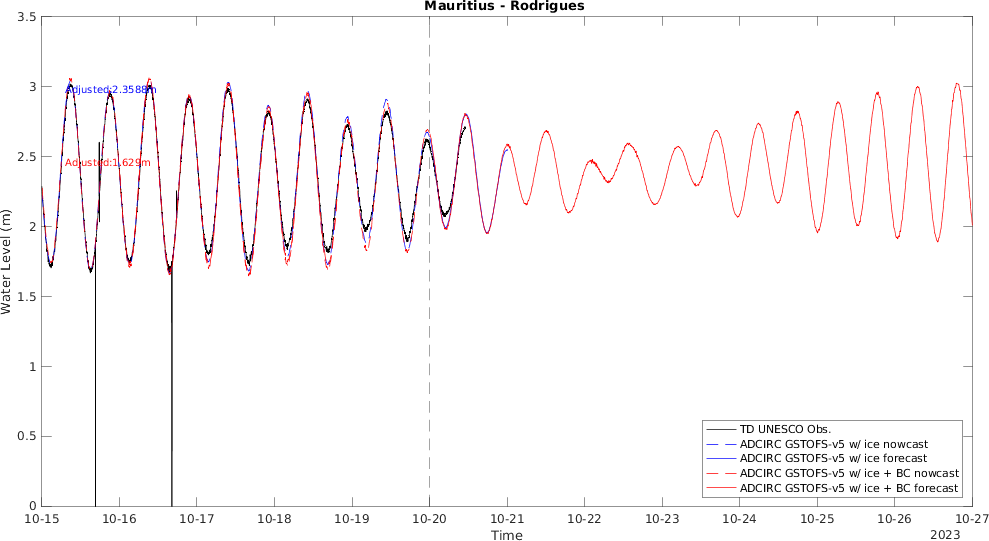 Mauritius - Rodrigues
3.5
3
2.5
2
1.5
1
0.5
0
Water Level (m)
Adjusted:2.3588m
Adjusted:1.629m
TD UNESCO Obs.
ADCIRC GSTOFS-v5 w/ ice nowcast
ADCIRC GSTOFS-v5 w/ ice forecast
ADCIRC GSTOFS-v5 w/ ice + BC nowcast
ADCIRC GSTOFS-v5 w/ ice + BC forecast
10-15 10-16 10-17 10-18 10-19 10-20 10-21 10-22 10-23 10-24 10-25 10-26 10-27
Time
2023